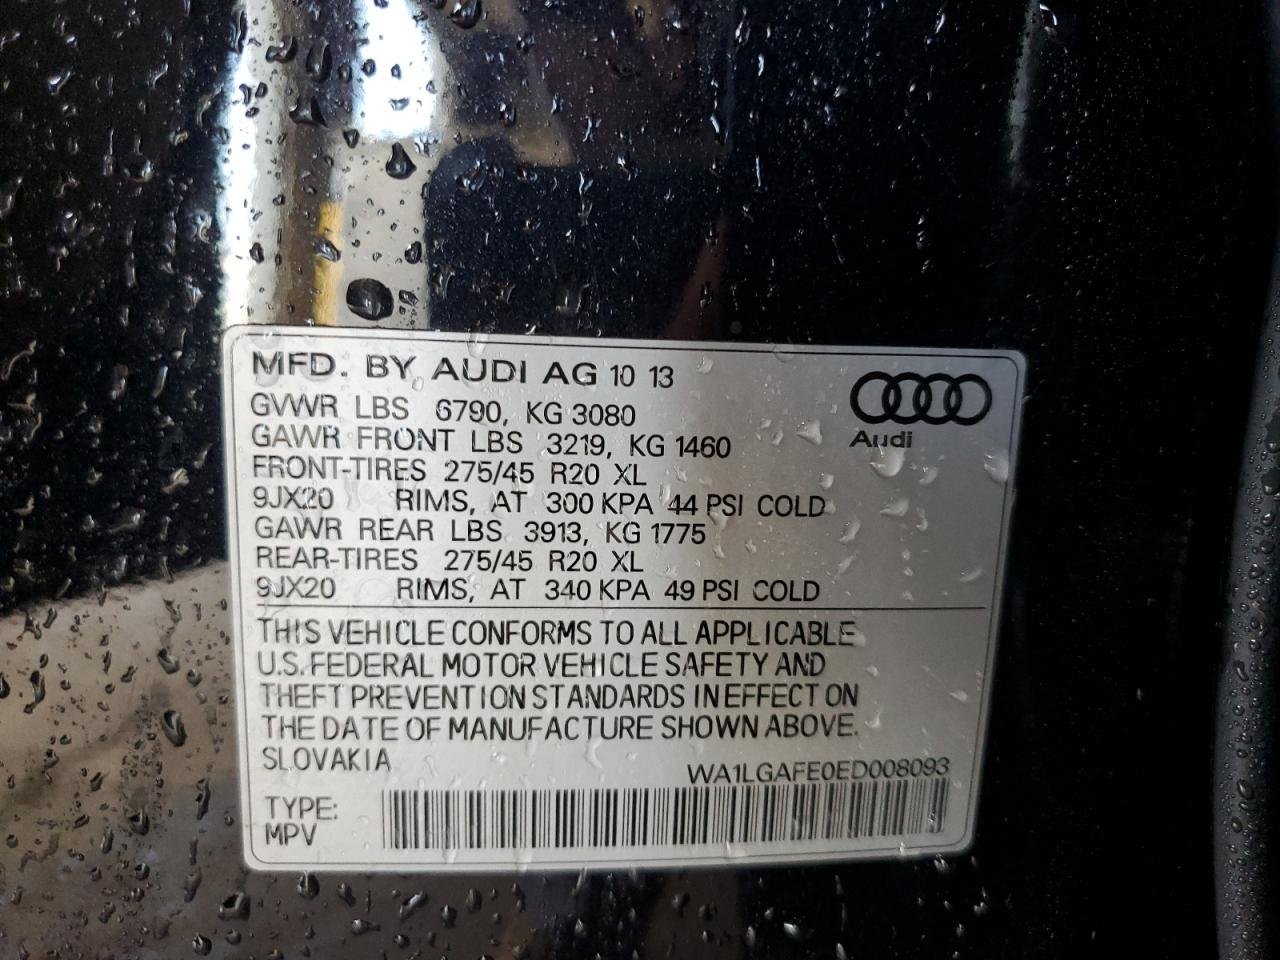 MFD. BY AUDI AG 10 13
GVWR LBS 6790, KG 3080
GAWR FRONT LBS 3219, KG 1460
FRONT-TIRES 275/45 R20 XL
9JX20 RIMS, AT 300 KPA 44 PSI COLD
GAWR REAR LBS 3913, KG 1775
REAR-TIRES 275/45 R20 XL
9JX20 RIMS, AT 340 KPA 49 PSI COLD
Audi
THIS VEHICLE CONFORMS TO ALL APPLICABLE
U.S. FEDERAL MOTOR VEHICLE SAFETY AND
THEFT PREVENTION STANDARDS IN EFFECT ON
THE DATE OF MANUFACTURE SHOWN ABOVE.
SLOVAKIA
WA1LGAFE0ED008093
TYPE:
MPV